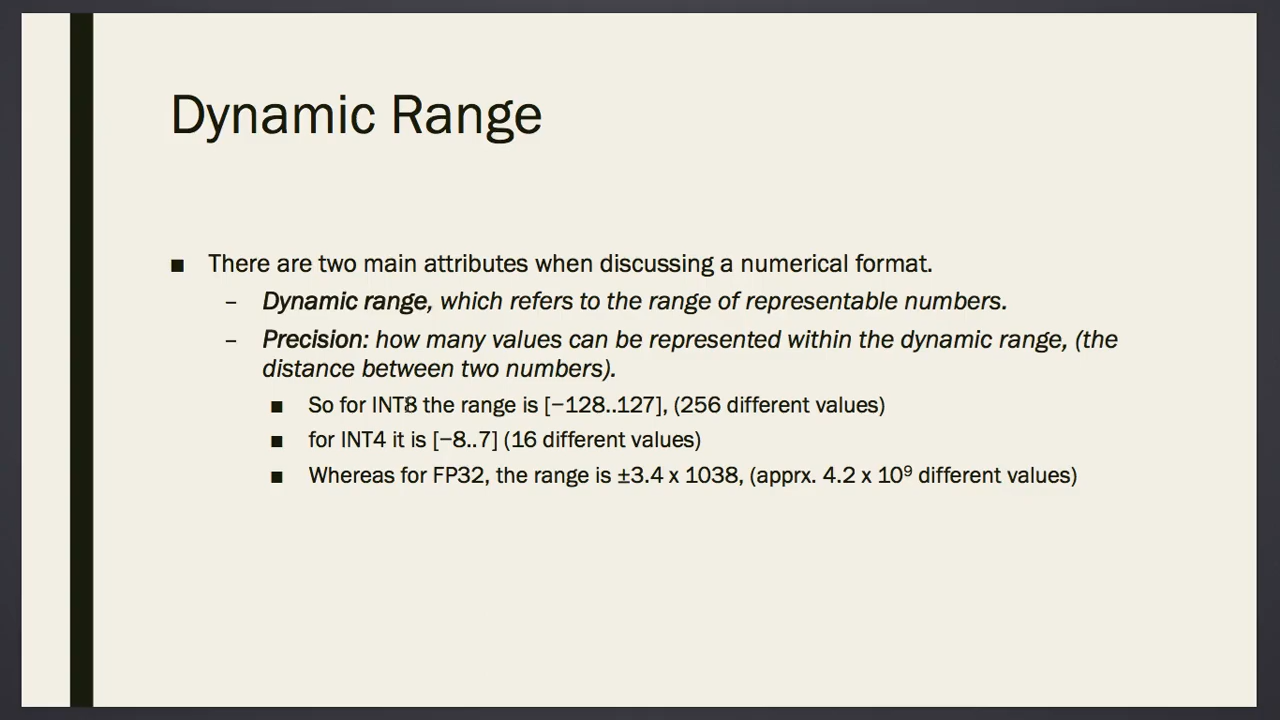 Dynamic Range
■ There are two main attributes when discussing a numerical format.
– Dynamic range, which refers to the range of representable numbers.
– Precision: how many values can be represented within the dynamic range, (the
distance between two numbers).
■ So for INT8 the range is [−128..127], (256 different values)
■ for INT4 it is [−8..7] (16 different values)
■ Whereas for FP32, the range is ±3.4 x 1038, (apprx. 4.2 x 10⁹ different values)